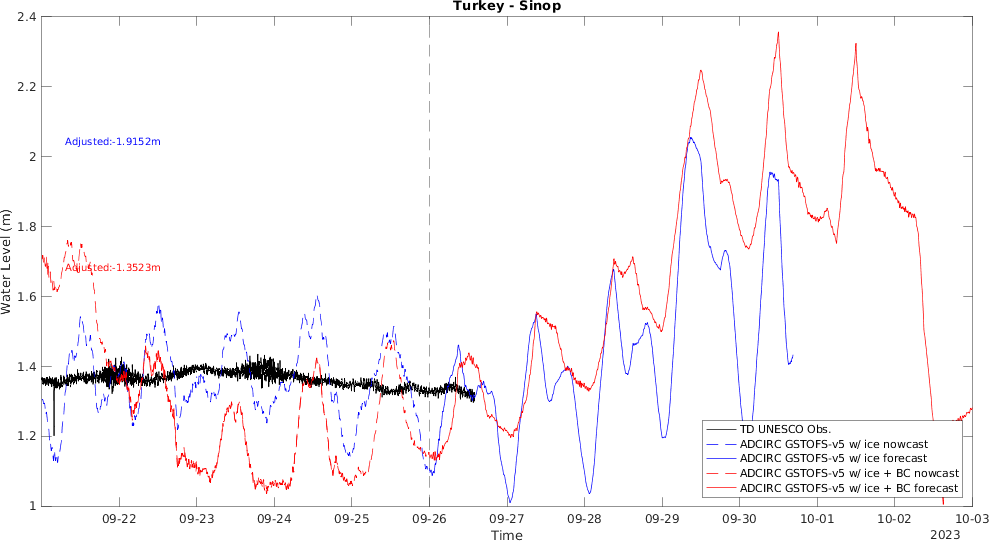 Turkey - Sinop
Water Level (m)
2.4
2.2
2
1.8
1.6
1.4
1.2
1
Adjusted:-1.9152m
Adjusted:-1.3523m
TD UNESCO Obs.
ADCIRC GSTOFS-v5 w/ ice nowcast
ADCIRC GSTOFS-v5 w/ ice forecast
ADCIRC GSTOFS-v5 w/ ice + BC nowcast
ADCIRC GSTOFS-v5 w/ ice + BC forecast
09-22 09-23 09-24 09-25 09-26 09-27 09-28 09-29 09-30 10-01 10-02 10-03
Time
2023